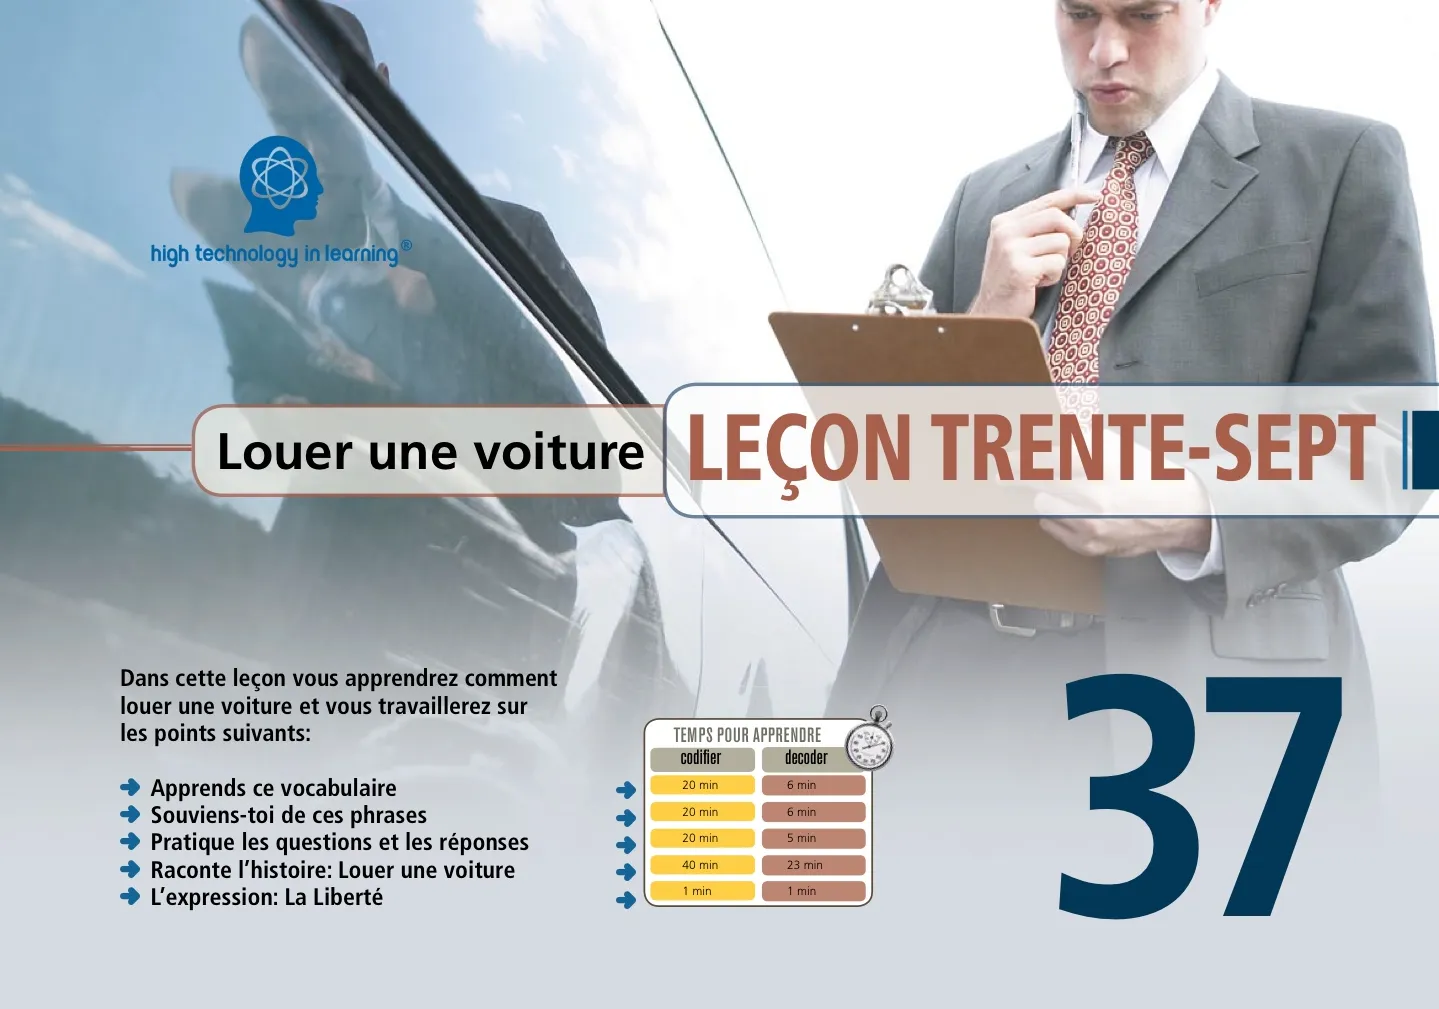 high technology in learning®
Louer une voiture
LEÇON TRENTE-SEPT
Dans cette leçon vous apprendrez comment
louer une voiture et vous travaillerez sur
les points suivants:
Apprends ce vocabulaire
Souviens-toi de ces phrases
Pratique les questions et les réponses
Raconte l’histoire: Louer une voiture
L’expression: La Liberté
TEMPS POUR APPRENDRE
codifier decoder
20 min 6 min
20 min 6 min
20 min 5 min
40 min 23 min
1 min 1 min
37